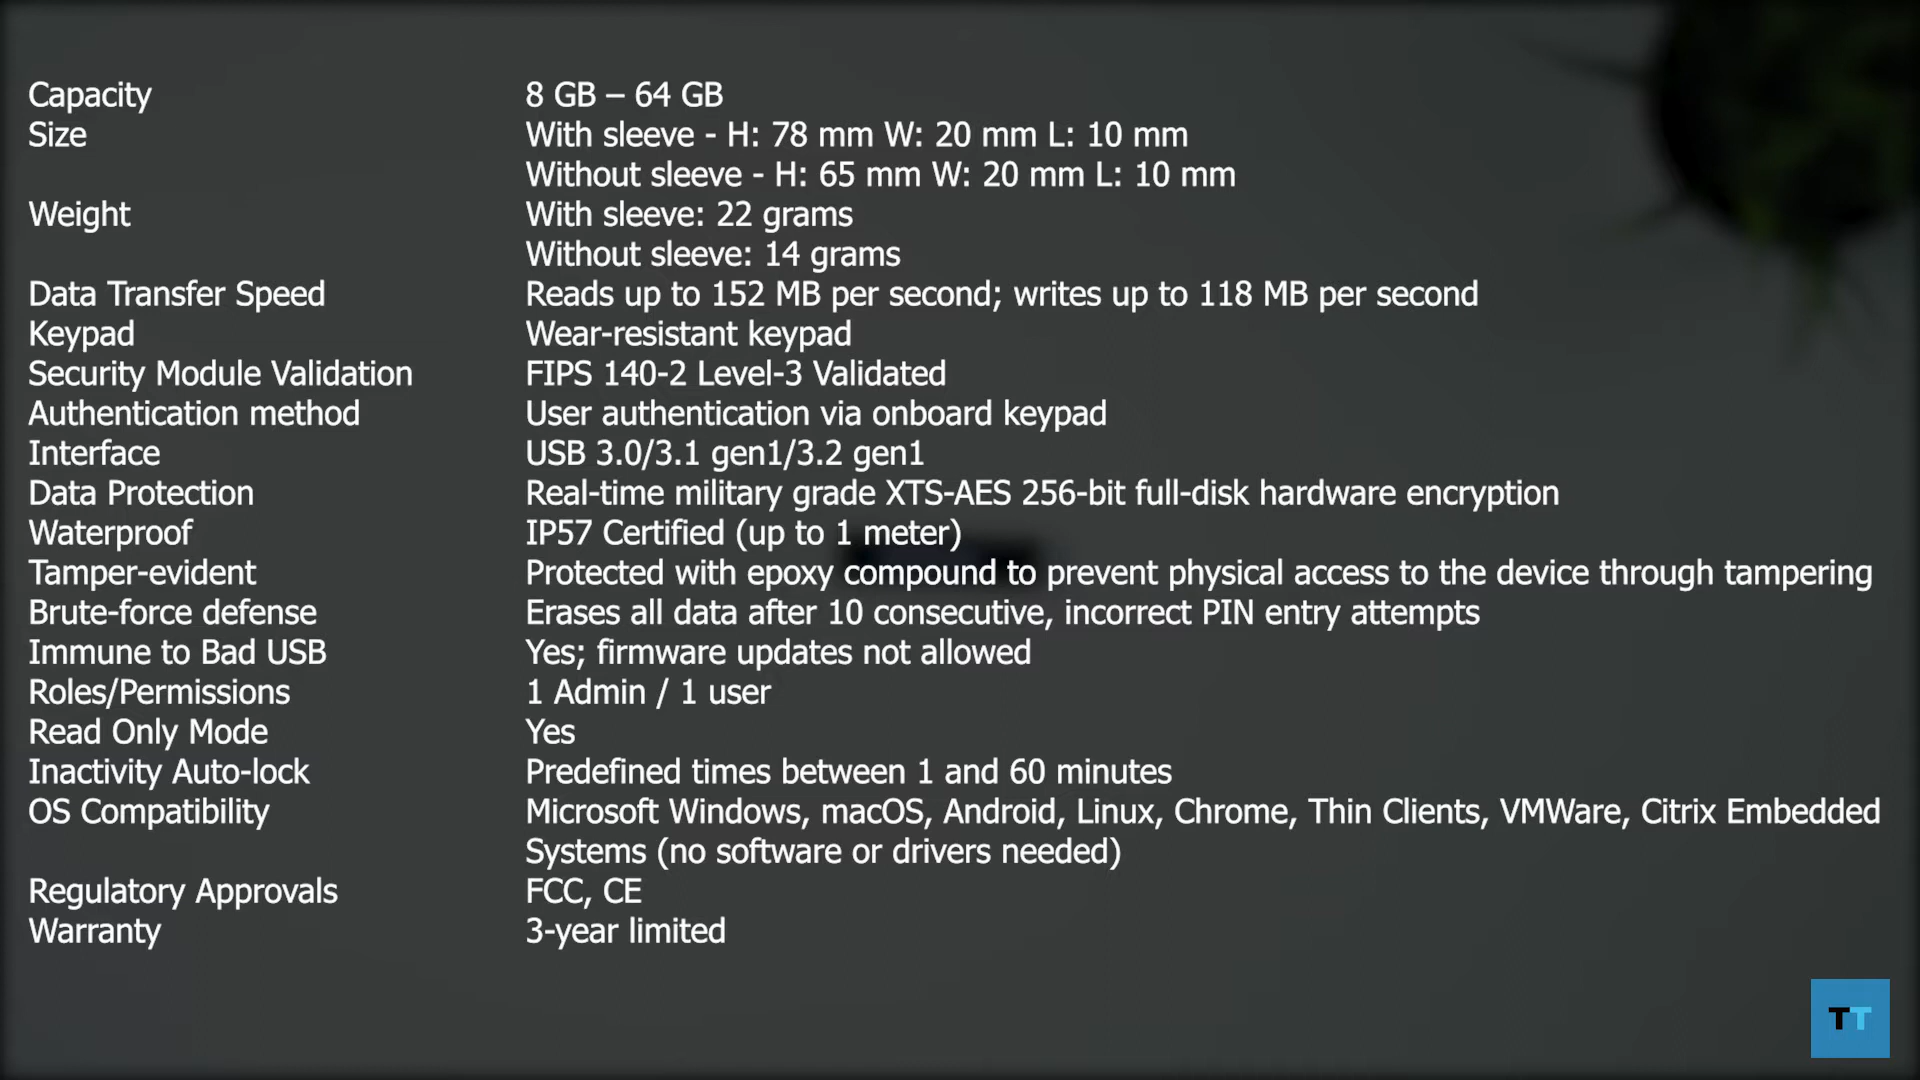 Capacity 8 GB – 64 GB
Size With sleeve - H: 78 mm W: 20 mm L: 10 mm
Without sleeve - H: 65 mm W: 20 mm L: 10 mm
Weight With sleeve: 22 grams
Without sleeve: 14 grams
Data Transfer Speed Reads up to 152 MB per second; writes up to 118 MB per second
Keypad Wear-resistant keypad
Security Module Validation FIPS 140-2 Level-3 Validated
Authentication method User authentication via onboard keypad
Interface USB 3.0/3.1 gen1/3.2 gen1
Data Protection Real-time military grade XTS-AES 256-bit full-disk hardware encryption
Waterproof IP57 Certified (up to 1 meter)
Tamper-evident Protected with epoxy compound to prevent physical access to the device through tampering
Brute-force defense Erases all data after 10 consecutive, incorrect PIN entry attempts
Immune to Bad USB Yes; firmware updates not allowed
Roles/Permissions 1 Admin / 1 user
Read Only Mode Yes
Inactivity Auto-lock Predefined times between 1 and 60 minutes
OS Compatibility Microsoft Windows, macOS, Android, Linux, Chrome, Thin Clients, VMWare, Citrix Embedded
Systems (no software or drivers needed)
Regulatory Approvals FCC, CE
Warranty 3-year limited
TT